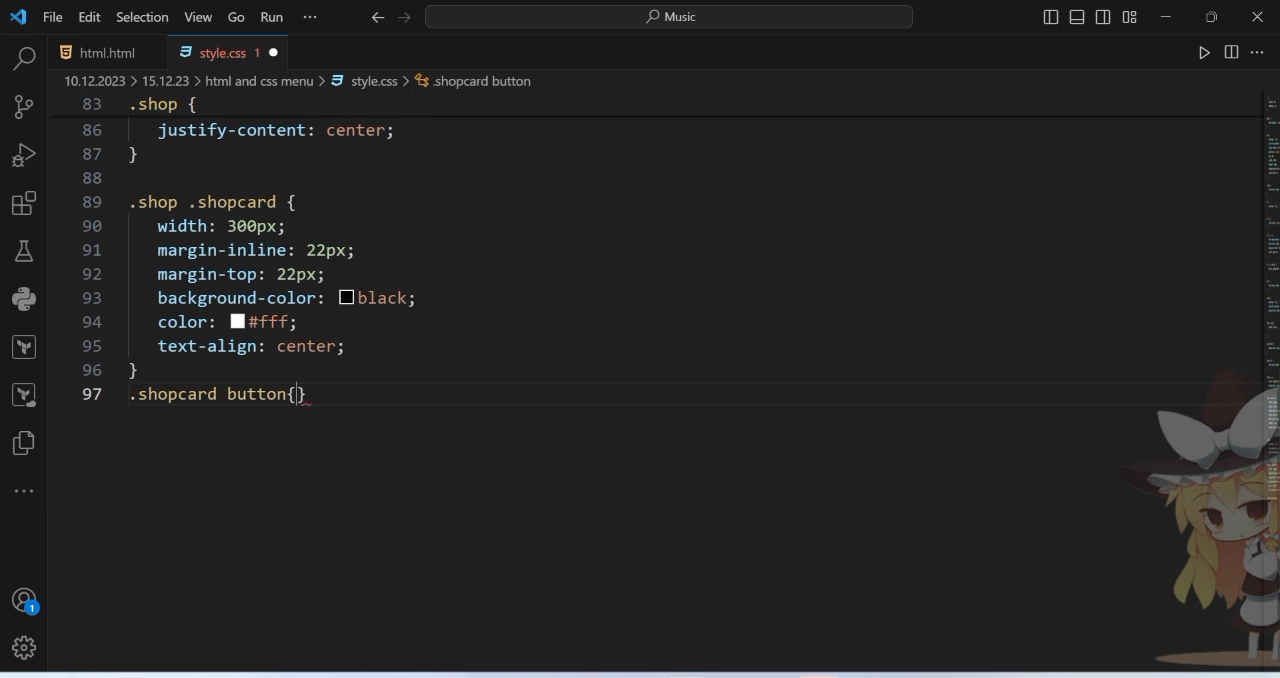 File Edit Selection View Go Run ··· Music
html.html style.css 1
10.12.2023 > 15.12.23 > html and css menu > style.css > .shopcard button
83 .shop {
86 justify-content: center;
87 }
88
89 .shop .shopcard {
90 width: 300px;
91 margin-inline: 22px;
92 margin-top: 22px;
93 background-color: black;
94 color: #fff;
95 text-align: center;
96 }
97 .shopcard button{}
1